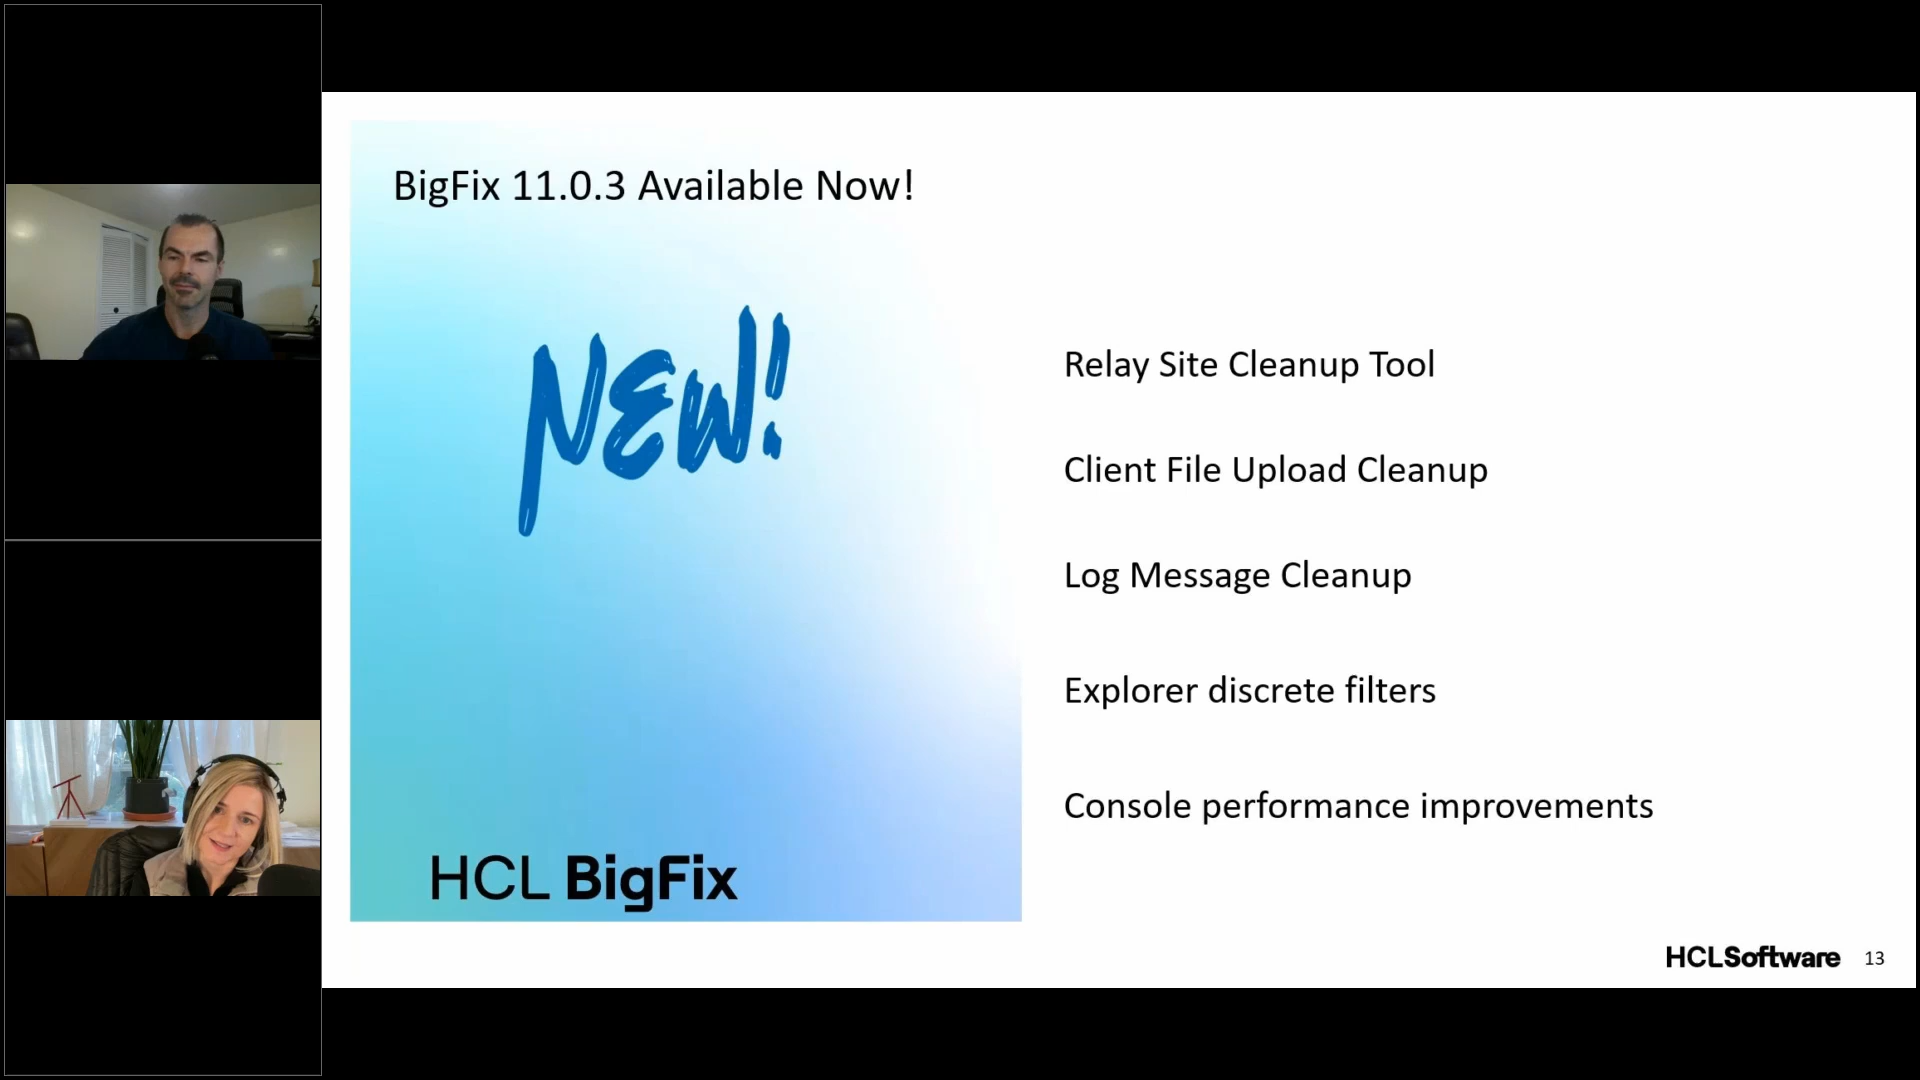 BigFix 11.0.3 Available Now!
NEW!
HCL BigFix
Relay Site Cleanup Tool
Client File Upload Cleanup
Log Message Cleanup
Explorer discrete filters
Console performance improvements
HCLSoftware 13